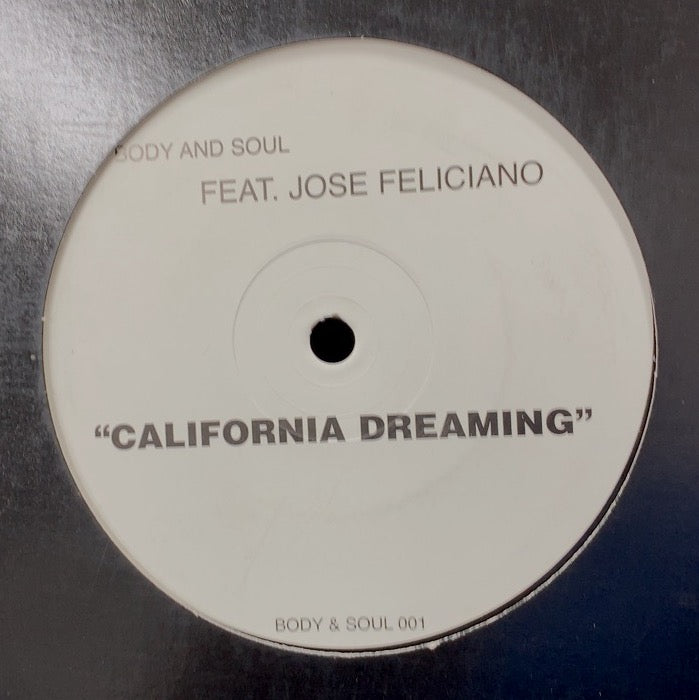 BODY AND SOUL
FEAT. JOSE FELICIANO
“CALIFORNIA DREAMING”
BODY & SOUL 001